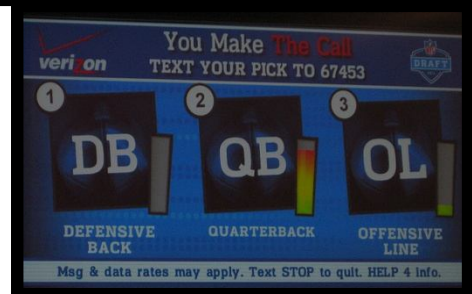 verizon
You Make The Call
TEXT YOUR PICK TO 67453
NFL
DRAFT
1
2
3
DB
QB
OL
DEFENSIVE
BACK
QUARTERBACK
OFFENSIVE
LINE
Msg & data rates may apply. Text STOP to quit. HELP 4 info.